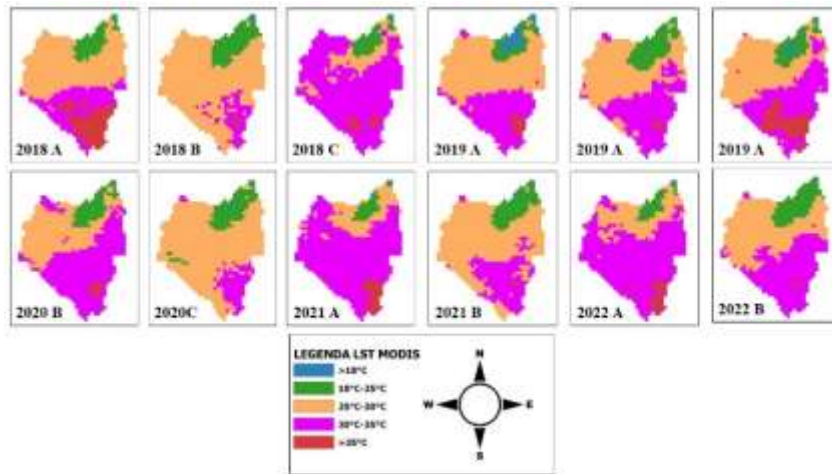 2018 A
2018 B
2018 C
2019 A
2019 A
2019 A
2020 B
2020C
2021 A
2021 B
2022 A
2022 B
LEGENDA LST MODIS
>18°C
18°C-25°C
25°C-30°C
30°C-35°C
>35°C
N
W
E
S